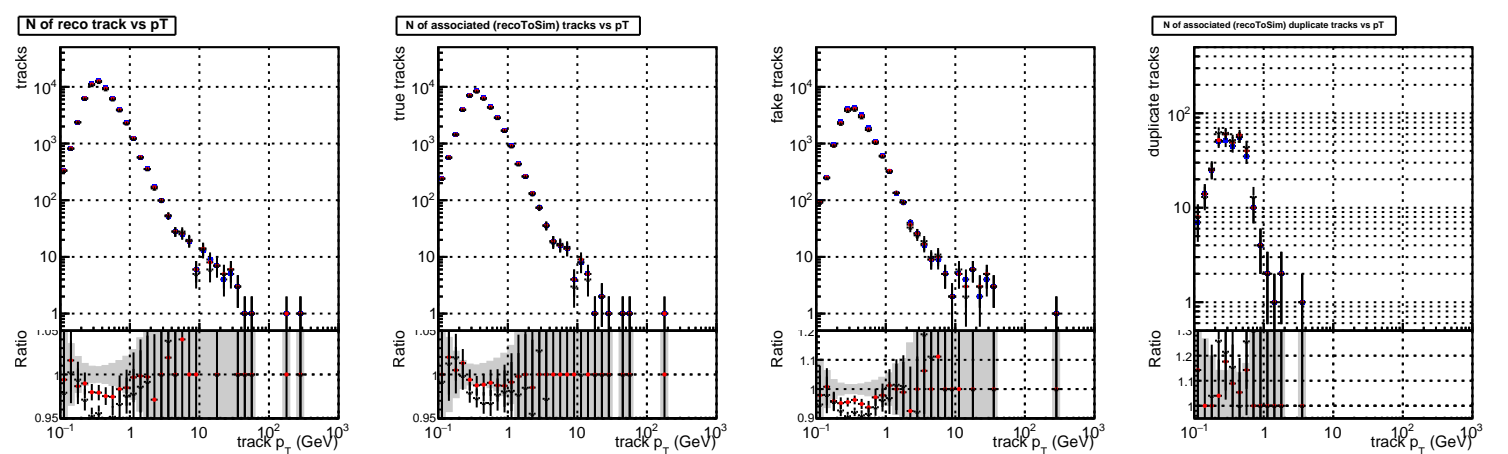 N of reco track vs pT
tracks
10^4
10^3
10^2
10
1
Ratio
1.05
0.95
10^-1 1 10 10^2 10^3
track p_T (GeV)
N of associated (recoToSim) tracks vs pT
true tracks
10^4
10^3
10^2
10
1
Ratio
1.05
0.95
10^-1 1 10 10^2 10^3
track p_T (GeV)
fake tracks
10^4
10^3
10^2
10
1
Ratio
1.2
1.1
1
0.9
10^-1 1 10 10^2 10^3
track p_T (GeV)
N of associated (recoToSim) duplicate tracks vs pT
duplicate tracks
10^2
10
1
Ratio
1.3
1.2
1.1
1
10^-1 1 10 10^2 10^3
track p_T (GeV)